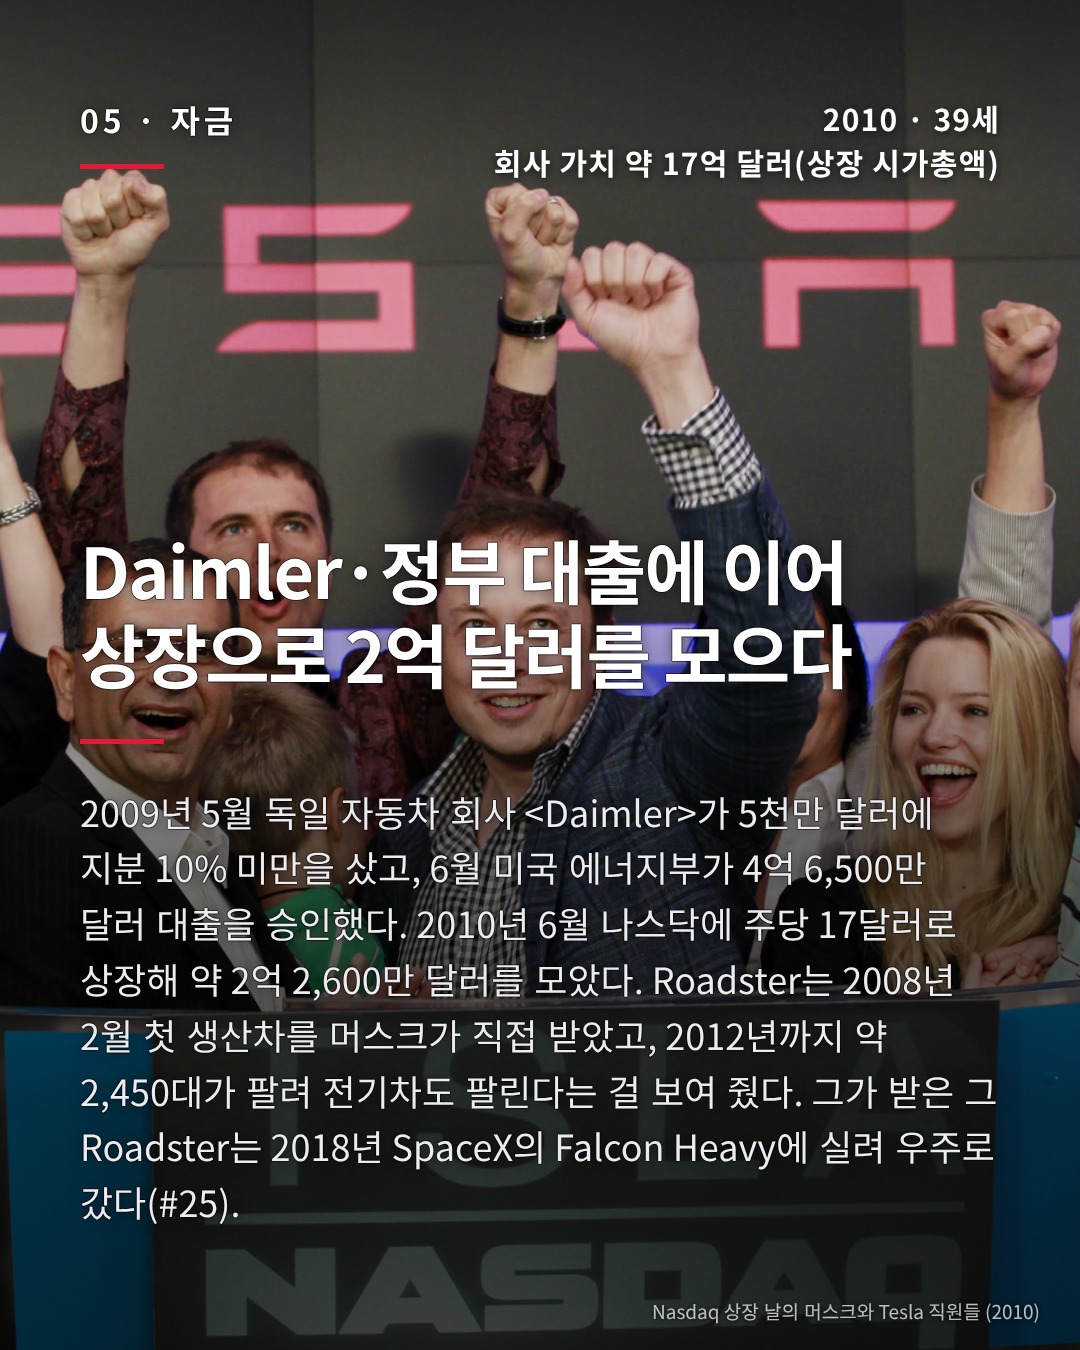 05 · 자금
2010 · 39세
회사 가치 약 17억 달러(상장 시가총액)
ESLA
Daimler·정부 대출에 이어
상장으로 2억 달러를 모으다
2009년 5월 독일 자동차 회사 <Daimler>가 5천만 달러에
지분 10% 미만을 샀고, 6월 미국 에너지부가 4억 6,500만
달러 대출을 승인했다. 2010년 6월 나스닥에 주당 17달러로
상장해 약 2억 2,600만 달러를 모았다. Roadster는 2008년
2월 첫 생산차를 머스크가 직접 받았고, 2012년까지 약
2,450대가 팔려 전기차도 팔린다는 걸 보여 줬다. 그가 받은 그
Roadster는 2018년 SpaceX의 Falcon Heavy에 실려 우주로
갔다(#25).
TSLA
NASDAQ
Nasdaq 상장 날의 머스크와 Tesla 직원들 (2010)